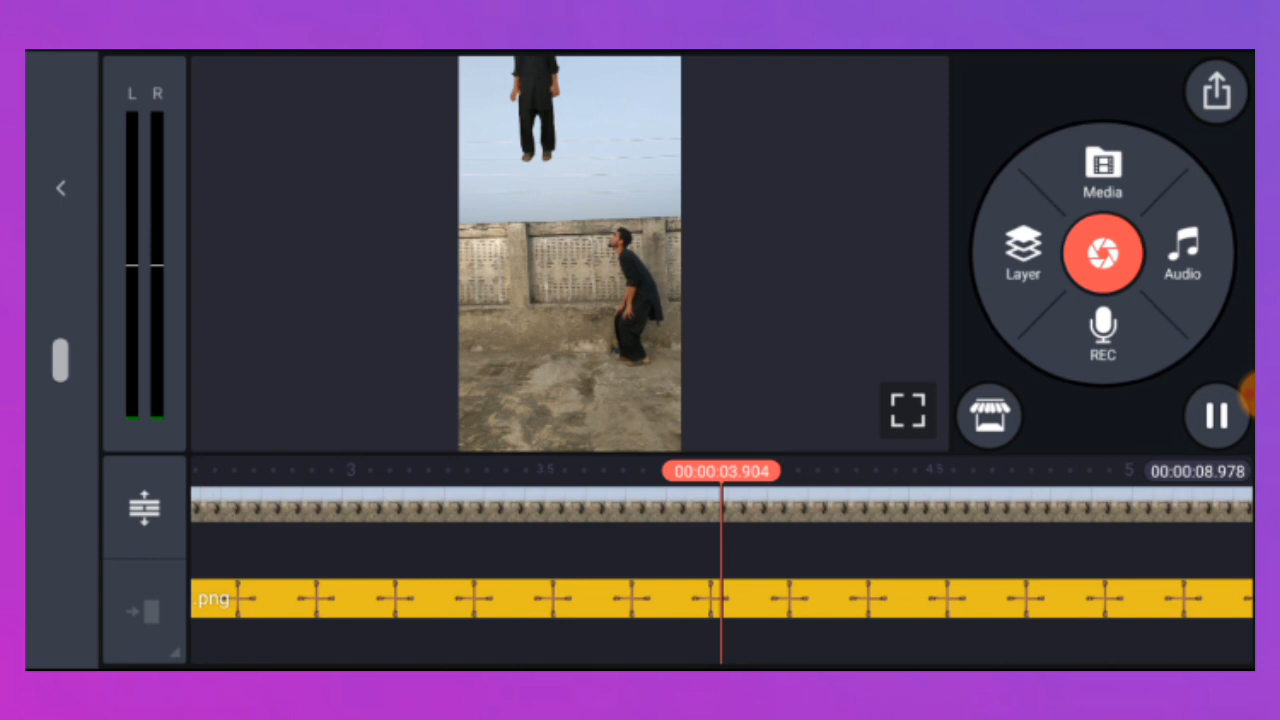 L R
Media
Layer
Audio
REC
3
3.5
00:00:03.904
4.5
5
00:00:08.978
.png